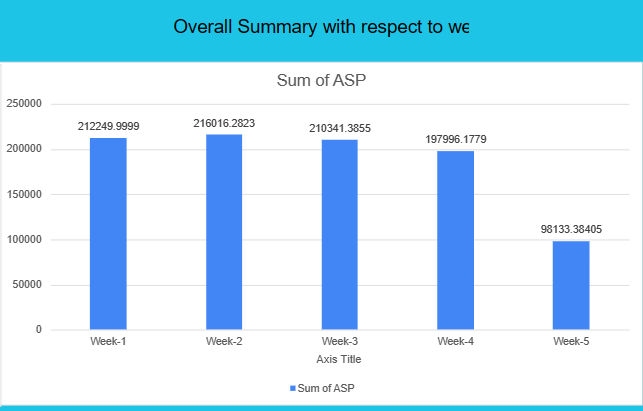 Overall Summary with respect to we
Sum of ASP
250000
200000
150000
100000
50000
0
212249.9999
216016.2823
210341.3855
197996.1779
98133.38405
Week-1 Week-2 Week-3 Week-4 Week-5
Axis Title
Sum of ASP